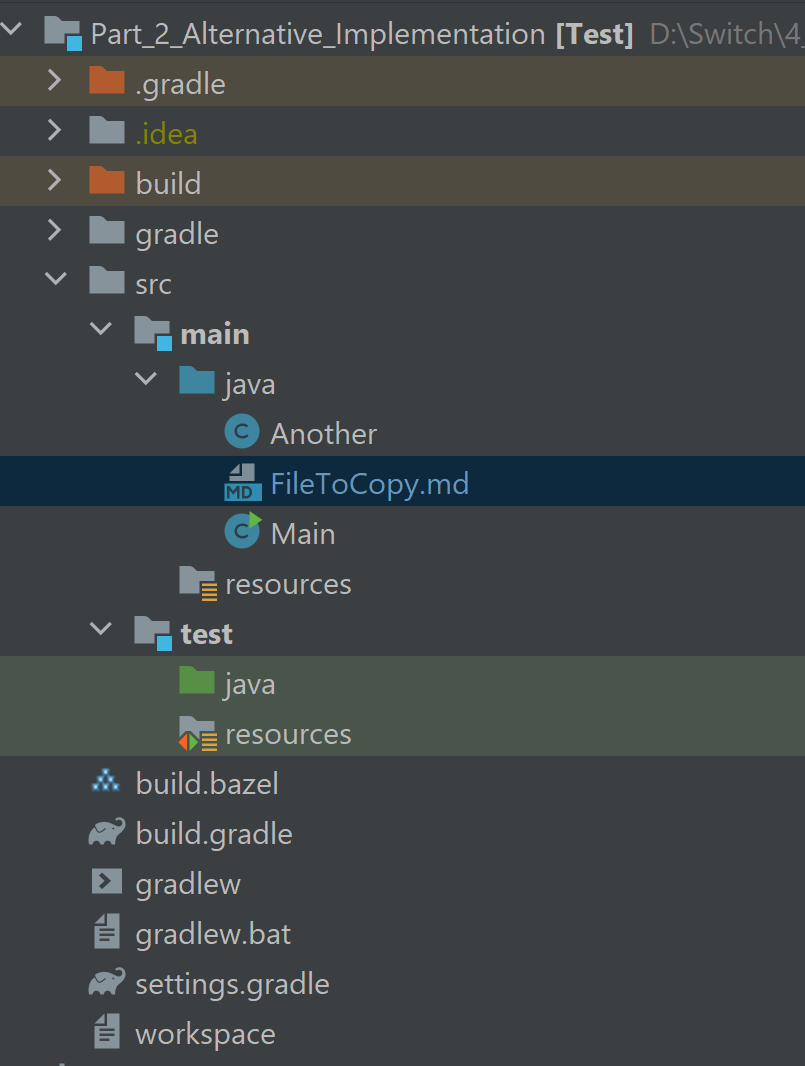 Part_2_Alternative_Implementation [Test] D:\Switch\4_
.gradle
.idea
build
gradle
src
main
java
C Another
MD FileToCopy.md
C Main
resources
test
java
resources
build.bazel
build.gradle
gradlew
gradlew.bat
settings.gradle
workspace